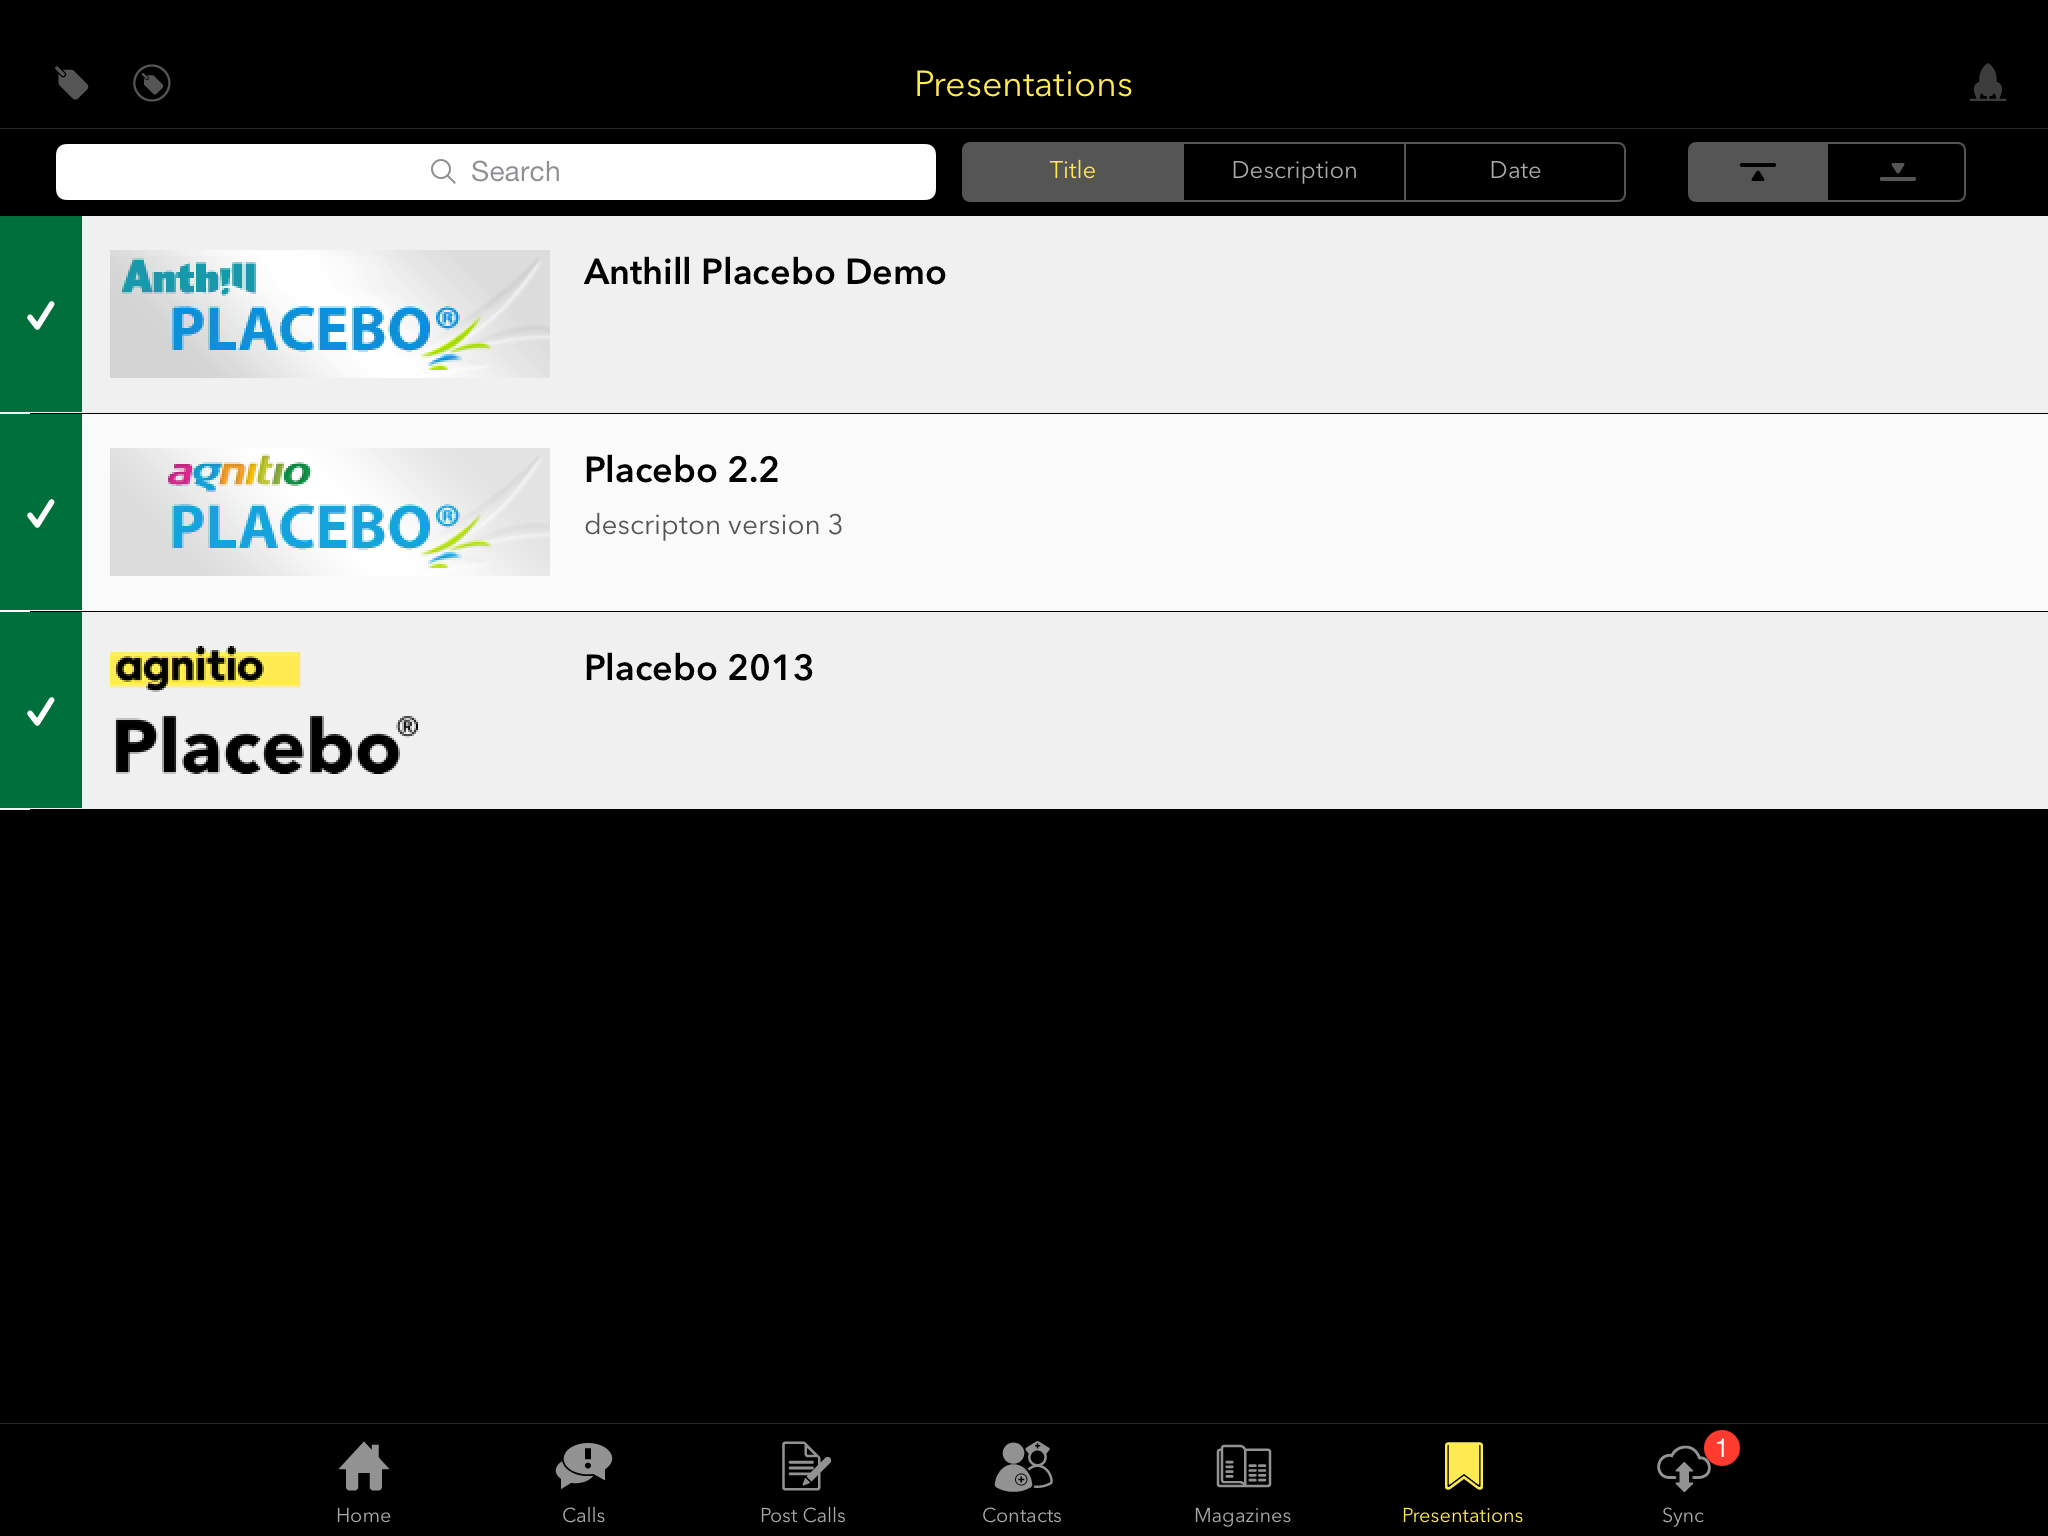 Presentations
Search
Title
Description
Date
Anthill
PLACEBO®
Anthill Placebo Demo
agnitio
PLACEBO®
Placebo 2.2
descripton version 3
agnitio
Placebo®
Placebo 2013
Home
Calls
Post Calls
Contacts
Magazines
Presentations
1
Sync